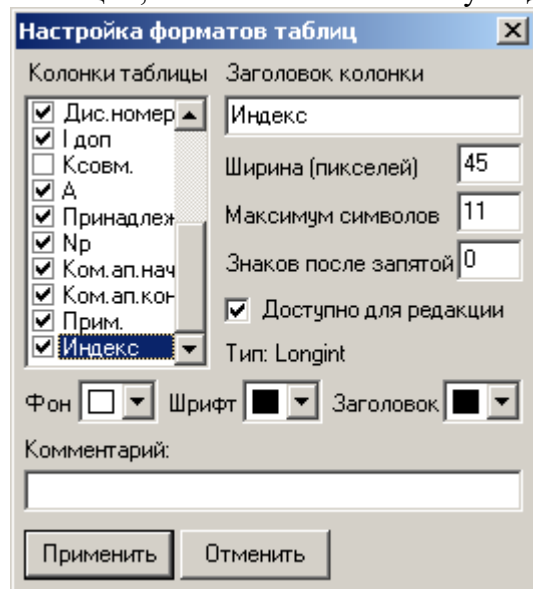 Настройка форматов таблиц
Колонки таблицы Заголовок колонки
Дис.номер
I доп
Ксовм.
А
Принадлеж
Np
Ком.ап.нач
Ком.ап.кон
Прим.
Индекс
Индекс
Ширина (пикселей) 45
Максимум символов 11
Знаков после запятой 0
Доступно для редакции
Тип: Longint
Фон Шрифт Заголовок
Комментарий:
Применить Отменить